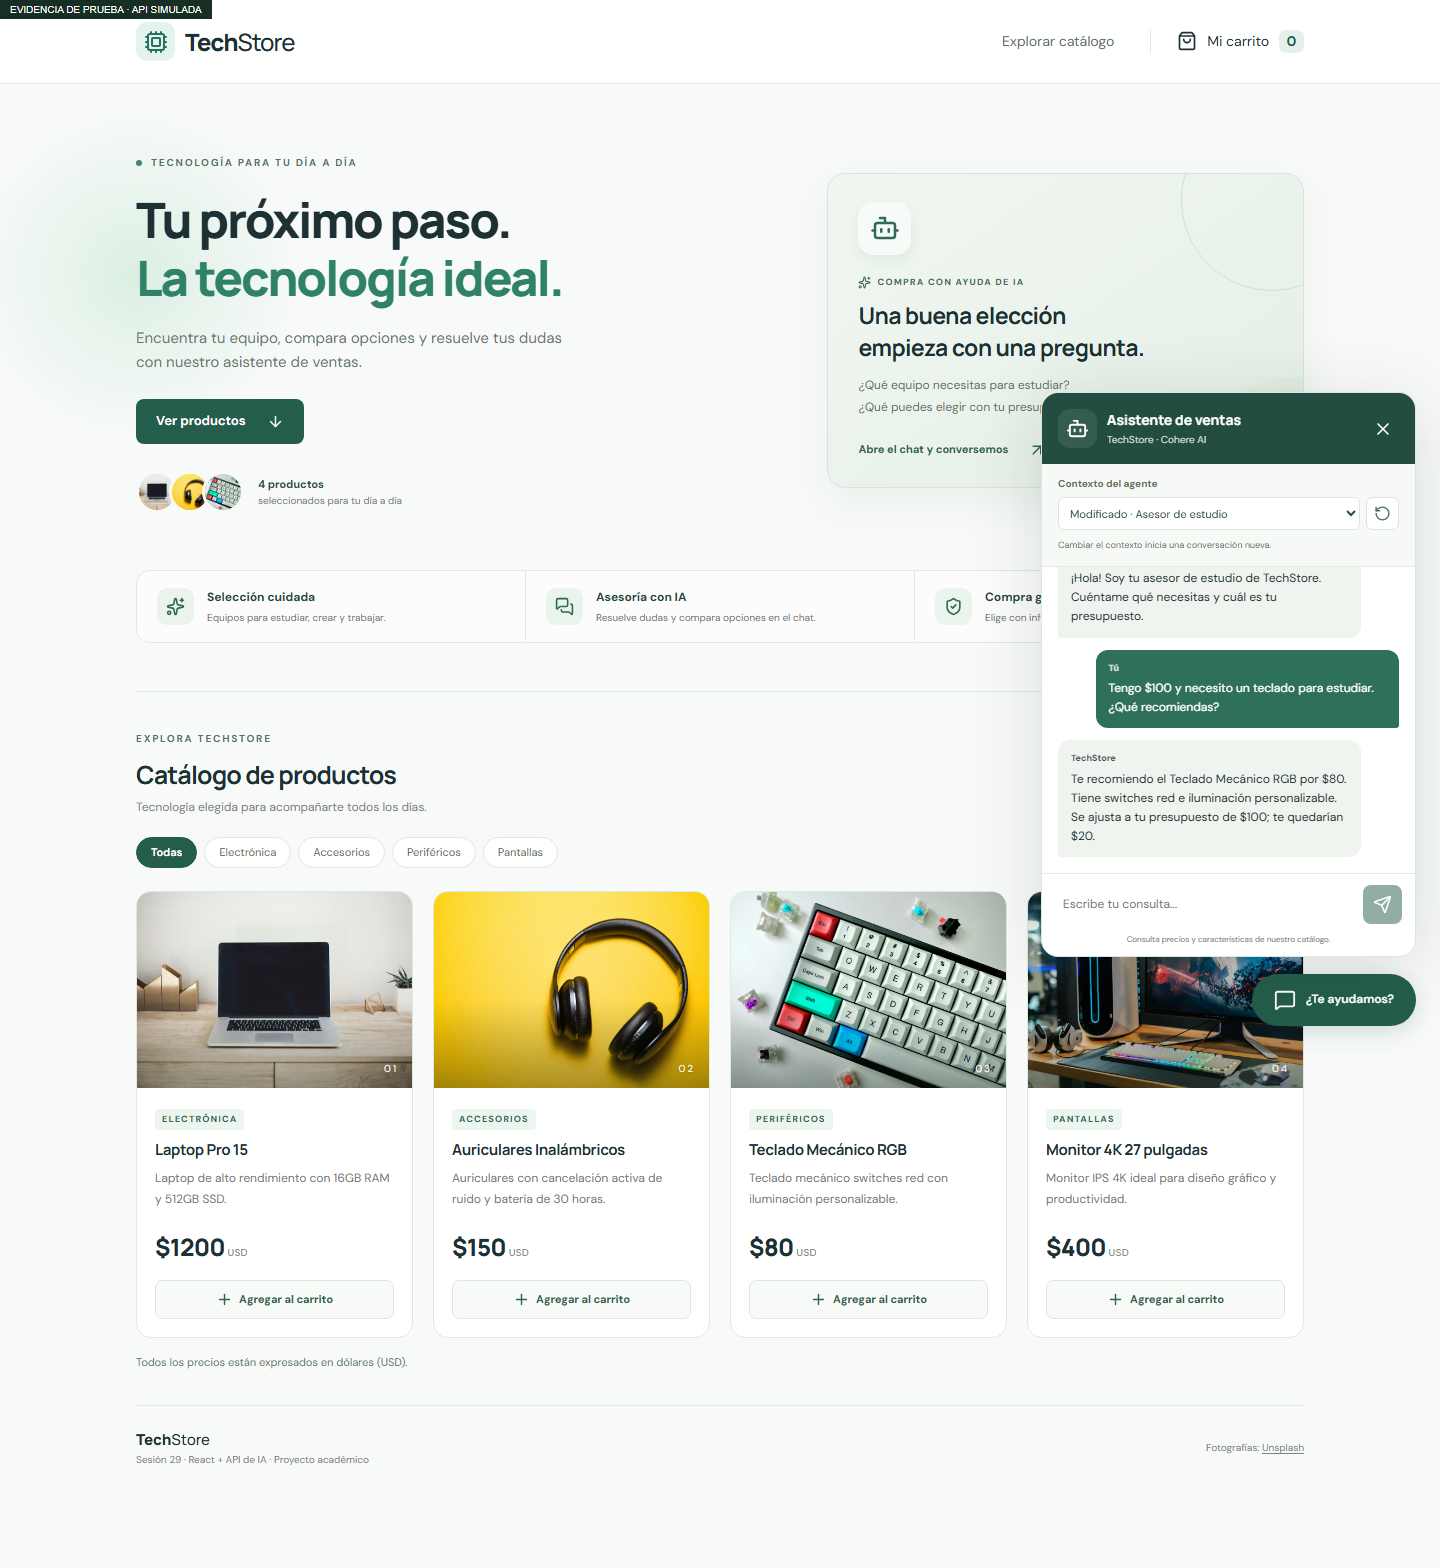 EVIDENCIA DE PRUEBA · API SIMULADA
TechStore
Explorar catálogo
Mi carrito 0
TECNOLOGÍA PARA TU DÍA A DÍA
Tu próximo paso.
La tecnología ideal.
Encuentra tu equipo, compara opciones y resuelve tus dudas
con nuestro asistente de ventas.
Ver productos
4 productos
seleccionados para tu día a día
COMPRA CON AYUDA DE IA
Una buena elección
empieza con una pregunta.
¿Qué equipo necesitas para estudiar?
¿Qué puedes elegir con tu
Abre el chat y conversemos
Selección cuidada
Equipos para estudiar, crear y trabajar.
Asesoría con IA
Resuelve dudas y compara opciones en el chat.
Compra
Elige con
Asistente de ventas
TechStore · Cohere AI
Contexto del agente
Modificado · Asesor de estudio
Cambiar el contexto inicia una conversación nueva.
¡Hola! Soy tu asesor de estudio de TechStore.
Cuéntame qué necesitas y cuál es tu
presupuesto.
Tú
Tengo $100 y necesito un teclado para estudiar.
¿Qué recomiendas?
TechStore
Te recomiendo el Teclado Mecánico RGB por $80.
Tiene switches red e iluminación personalizable.
Se ajusta a tu presupuesto de $100; te quedarían
$20.
Escribe tu consulta...
Consulta precios y características de nuestro catálogo.
¿Te ayudamos?
EXPLORA TECHSTORE
Catálogo de productos
Tecnología elegida para acompañarte todos los días.
Todas
Electrónica
Accesorios
Periféricos
Pantallas
01
02
03
04
ELECTRÓNICA
Laptop Pro 15
Laptop de alto rendimiento con 16GB RAM
y 512GB SSD.
$1200 USD
Agregar al carrito
ACCESORIOS
Auriculares Inalámbricos
Auriculares con cancelación activa de
ruido y batería de 30 horas.
$150 USD
Agregar al carrito
PERIFÉRICOS
Teclado Mecánico RGB
Teclado mecánico switches red con
iluminación personalizable.
$80 USD
Agregar al carrito
PANTALLAS
Monitor 4K 27 pulgadas
Monitor IPS 4K ideal para diseño gráfico y
productividad.
$400 USD
Agregar al carrito
Todos los precios están expresados en dólares (USD).
TechStore
Sesión 29 · React + API de IA · Proyecto académico
Fotografías: Unsplash